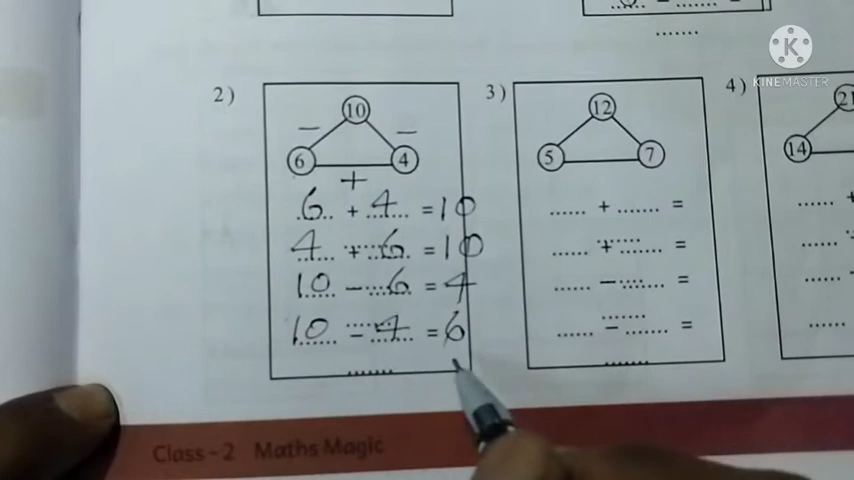 KINEMASTER
2)
10
6 4
- -
+
6 + 4 = 10
4 + 6 = 10
10 - 6 = 4
10 - 4 = 6
3)
12
5 7
...... + ....... =
...... + ....... =
...... - ....... =
...... - ....... =
4)
21
14
...... +
Class - 2 Maths Magic